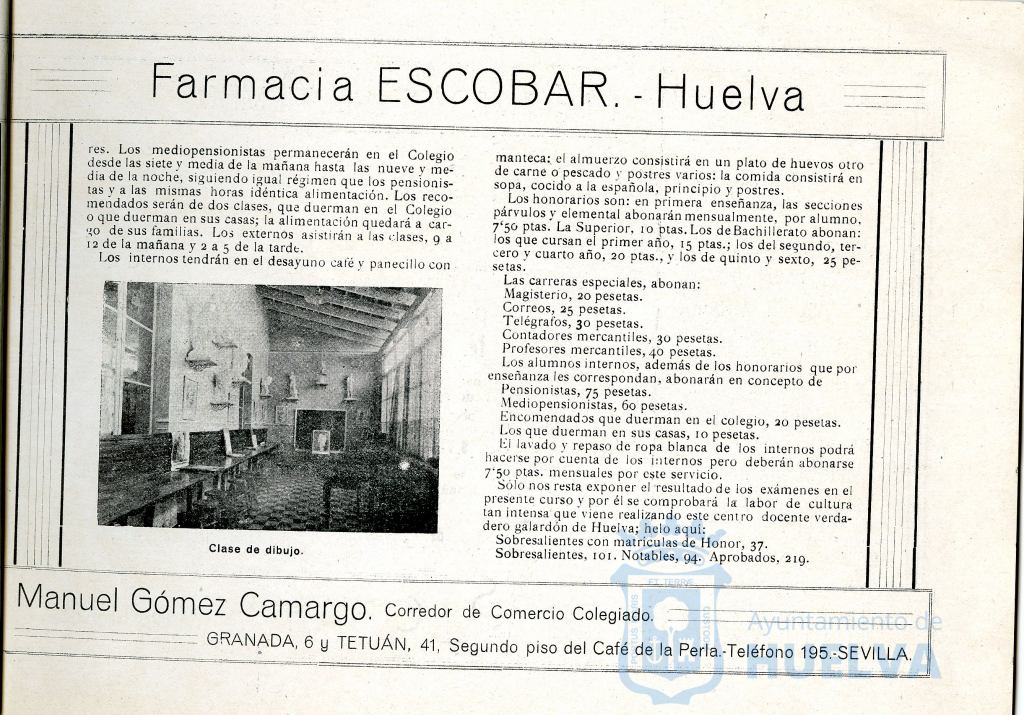 Farmacia ESCOBAR. - Huelva
res. Los mediopensionistas permanecerán en el Colegio
desde las siete y media de la mañana hasta las nueve y me-
dia de la noche, siguiendo igual régimen que los pensionis-
tas y a las mismas horas idéntica alimentación. Los reco-
mendados serán de dos clases, que duerman en el Colegio
o que duerman en sus casas; la alimentación quedará a car-
go de sus familias. Los externos asistirán a las clases, 9 a
12 de la mañana y 2 a 5 de la tarde.
Los internos tendrán en el desayuno café y panecillo con
Clase de dibujo.
manteca; el almuerzo consistirá en un plato de huevos otro
de carne o pescado y postres varios: la comida consistirá en
sopa, cocido a la española, principio y postres.
Los honorarios son: en primera enseñanza, las secciones
párvulos y elemental abonarán mensualmente, por alumno,
7'50 ptas. La Superior, 10 ptas. Los de Bachillerato abonan:
los que cursan el primer año, 15 ptas.; los del segundo, ter-
cero y cuarto año, 20 ptas., y los de quinto y sexto, 25 pe-
setas.
Las carreras especiales, abonan:
Magisterio, 20 pesetas.
Correos, 25 pesetas.
Telégrafos, 30 pesetas.
Contadores mercantiles, 30 pesetas.
Profesores mercantiles, 40 pesetas.
Los alumnos internos, además de los honorarios que por
enseñanza les correspondan, abonarán en concepto de
Pensionistas, 75 pesetas.
Mediopensionistas, 60 pesetas.
Encomendados que duerman en el colegio, 20 pesetas.
Los que duerman en sus casas, 10 pesetas.
El lavado y repaso de ropa blanca de los internos podrá
hacerse por cuenta de los internos pero deberán abonarse
7'50 ptas. mensuales por este servicio.
Sólo nos resta exponer el resultado de los exámenes en el
presente curso y por él se comprobará la labor de cultura
tan intensa que viene realizando este centro docente verda-
dero galardón de Huelva; helo aquí:
Sobresalientes con matrículas de Honor, 37.
Sobresalientes, 101. Notables, 94. Aprobados, 219.
Manuel Gómez Camargo. Corredor de Comercio Colegiado.
GRANADA, 6 y TETUÁN, 41, Segundo piso del Café de la Perla.-Teléfono 195.-SEVILLA.
ET TERRÆ
PORTUS MARIS
CUSTODIA
Ayuntamiento de
HUELVA